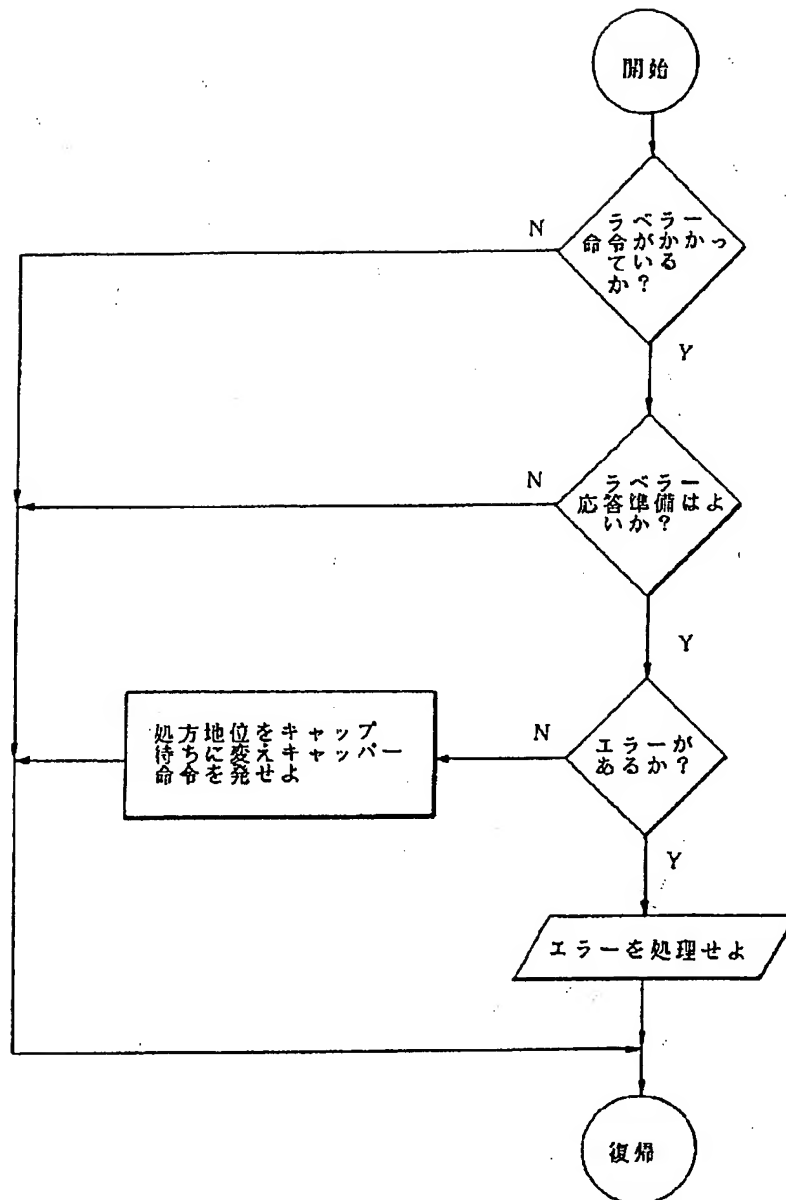 開始
ラベラー
命令がかかっ
ている
か?
N
Y
ラベラー
応答準備はよ
いか?
N
Y
エラーが
あるか?
N
Y
処方地位をキャップ
待ちに変えキャッパー
命令を発せよ
エラーを処理せよ
復帰